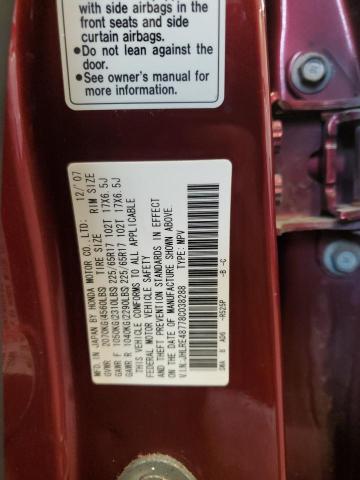 with side airbags in the
front seats and side
curtain airbags.
●Do not lean against the
door.
●See owner's manual for
more information.
MFD. IN JAPAN BY HONDA MOTOR CO., LTD. 12/'07
GVWR 2070KG(4560LBS) TIRE SIZE RIM SIZE
GAWR F 1050KG(2310LBS) 225/65R17 102T 17X6.5J
GAWR R 1040KG(2290LBS) 225/65R17 102T 17X6.5J
THIS VEHICLE CONFORMS TO ALL APPLICABLE
FEDERAL MOTOR VEHICLE SAFETY
AND THEFT PREVENTION STANDARDS IN EFFECT
ON THE DATE OF MANUFACTURE SHOWN ABOVE.
V.I.N.:JHLRE48778C038288 TYPE: MPV
-R529P -B -C